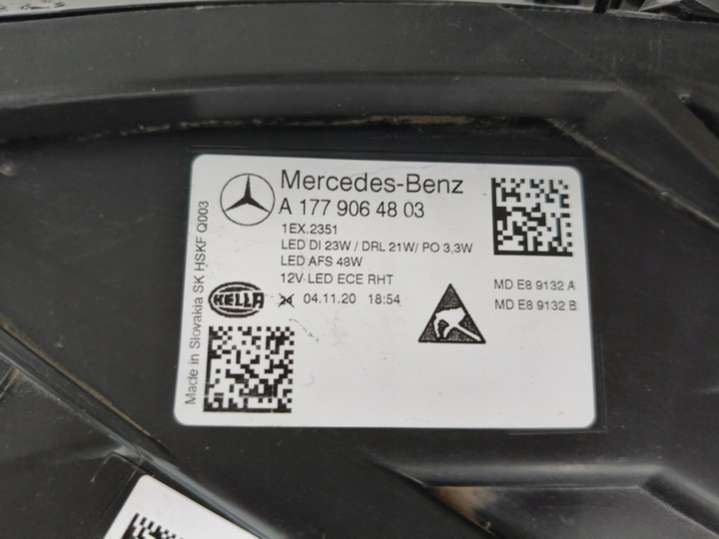 Mercedes-Benz
A 177 906 48 03
1EX.2351
LED DI 23W / DRL 21W/ PO 3,3W
LED AFS 48W
12V LED ECE RHT
HELLA 04.11.20 18:54
MD E8 9132 A
MD E8 9132 B
Made in Slovakia SK HSKF Q003